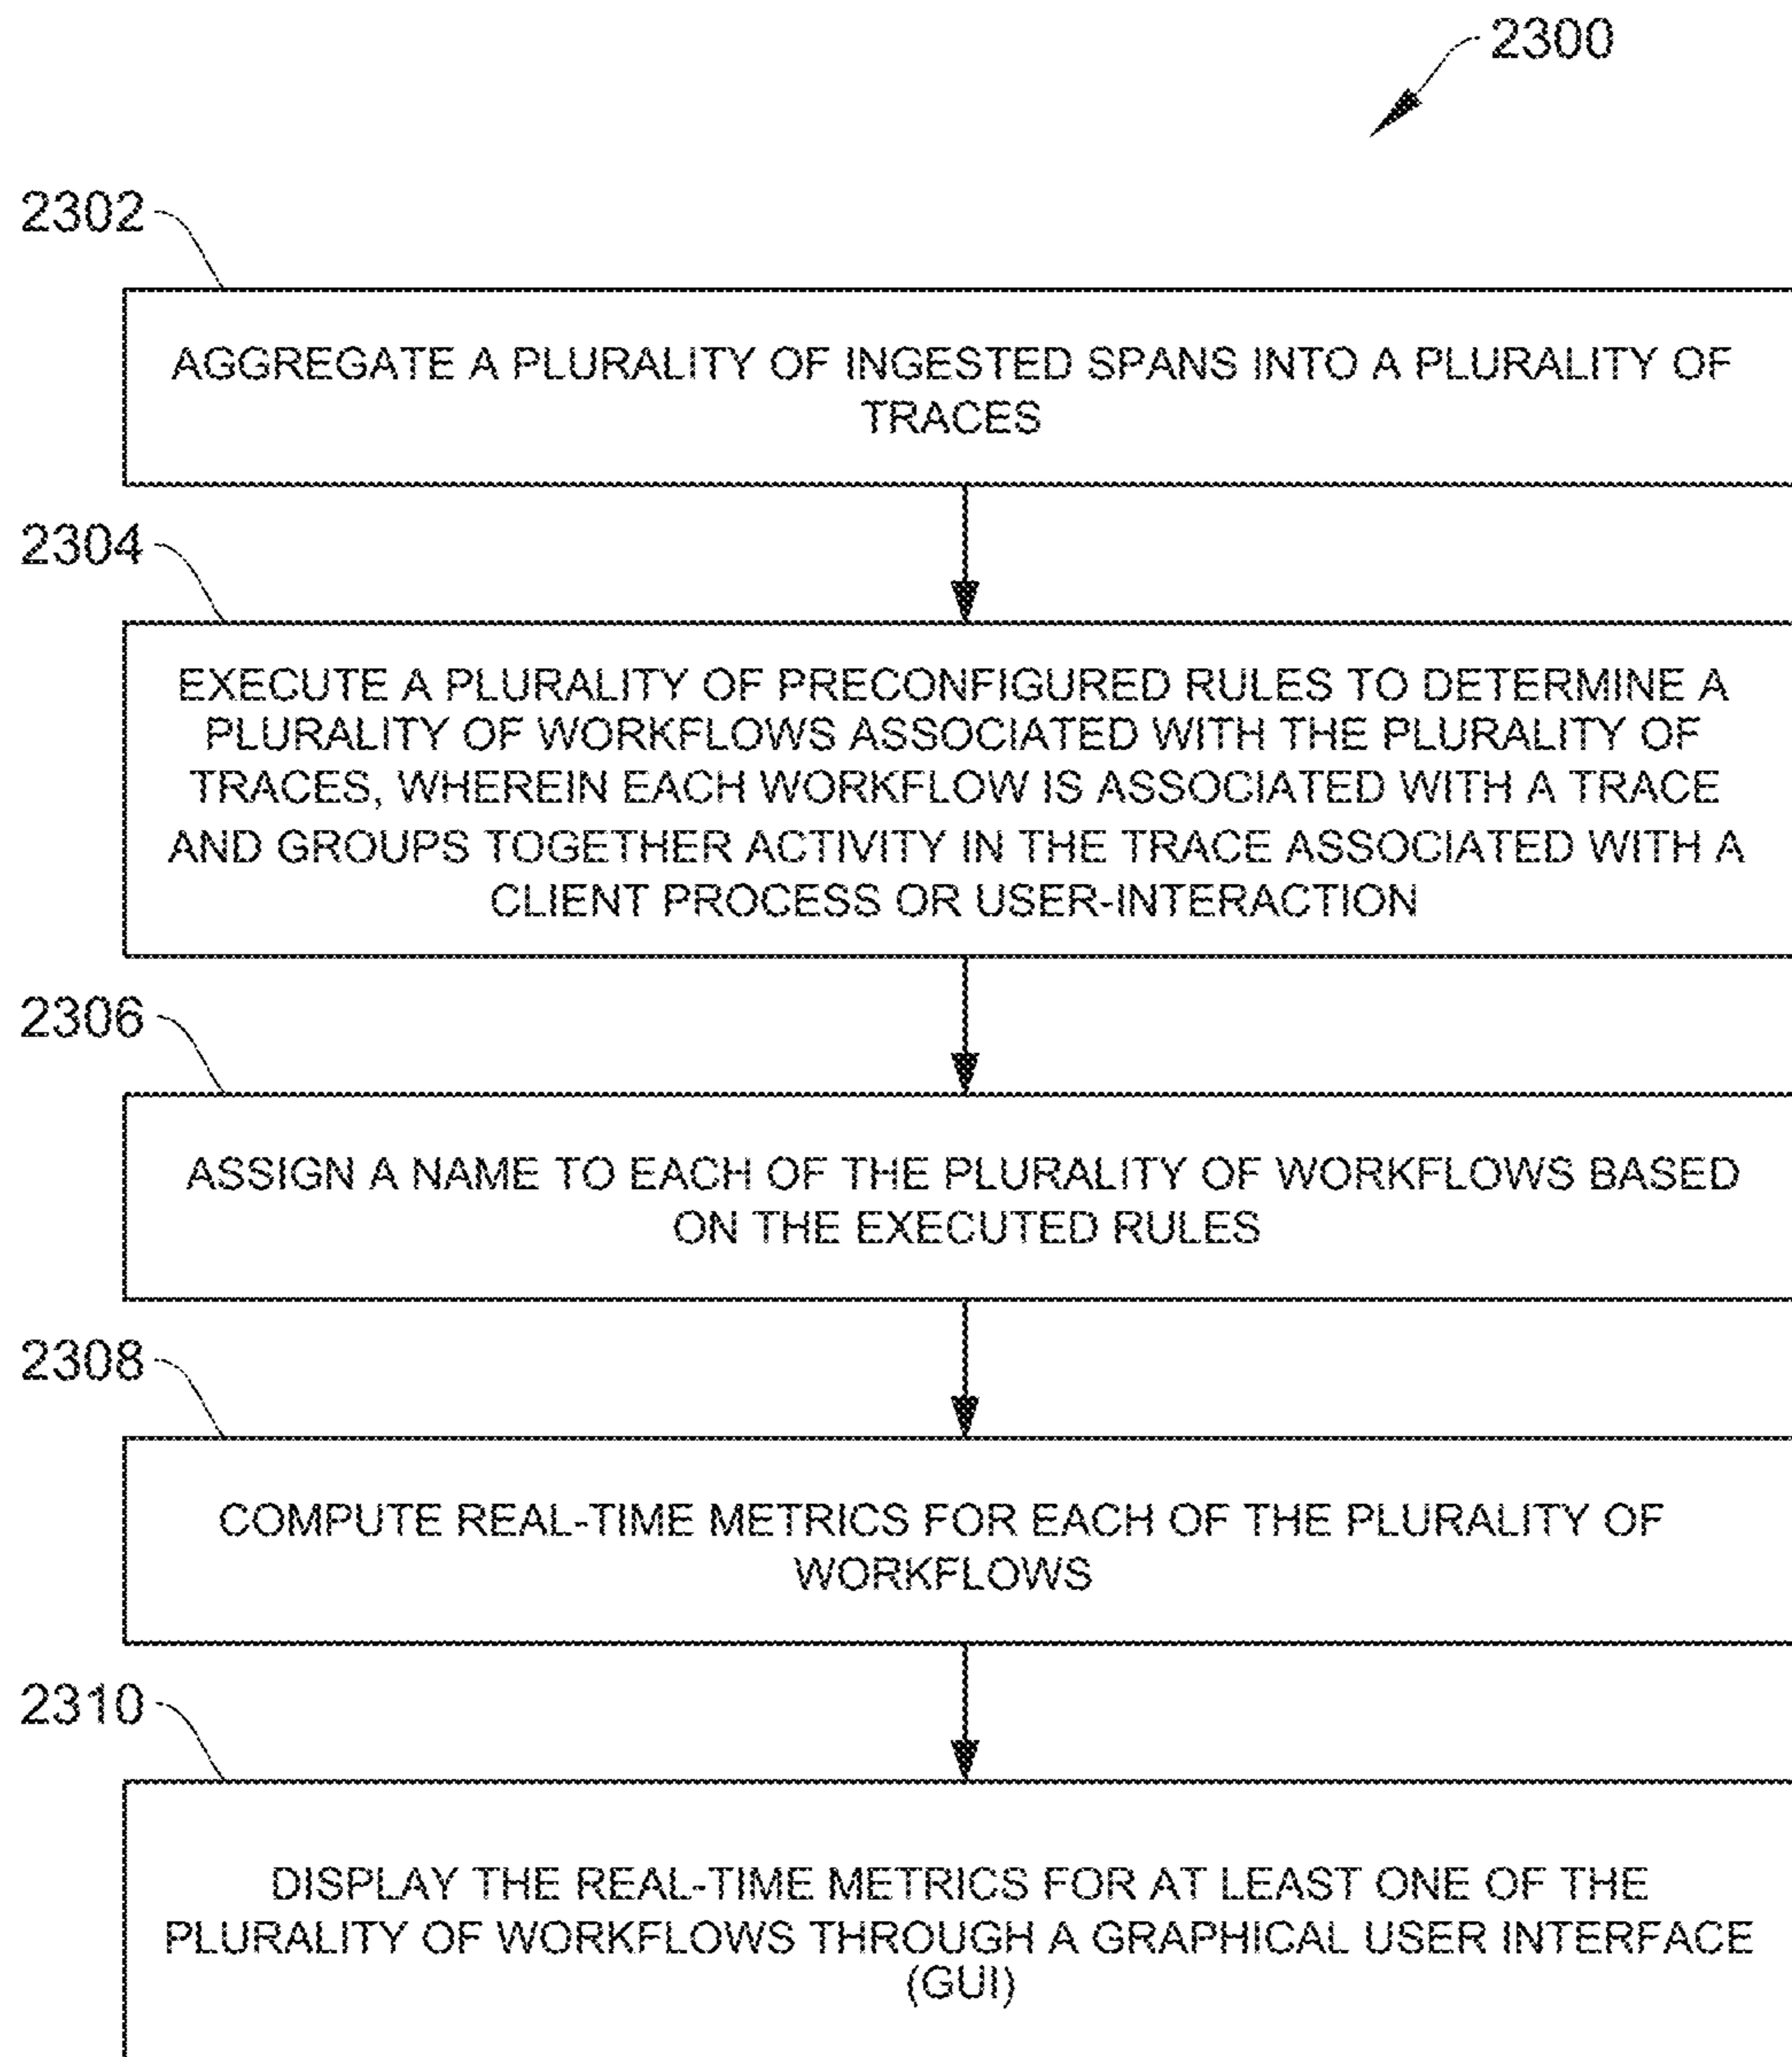 2300
2302
AGGREGATE A PLURALITY OF INGESTED SPANS INTO A PLURALITY OF
TRACES
2304
EXECUTE A PLURALITY OF PRECONFIGURED RULES TO DETERMINE A
PLURALITY OF WORKFLOWS ASSOCIATED WITH THE PLURALITY OF
TRACES, WHEREIN EACH WORKFLOW IS ASSOCIATED WITH A TRACE
AND GROUPS TOGETHER ACTIVITY IN THE TRACE ASSOCIATED WITH A
CLIENT PROCESS OR USER-INTERACTION
2306
ASSIGN A NAME TO EACH OF THE PLURALITY OF WORKFLOWS BASED
ON THE EXECUTED RULES
2308
COMPUTE REAL-TIME METRICS FOR EACH OF THE PLURALITY OF
WORKFLOWS
2310
DISPLAY THE REAL-TIME METRICS FOR AT LEAST ONE OF THE
PLURALITY OF WORKFLOWS THROUGH A GRAPHICAL USER INTERFACE
(GUI)